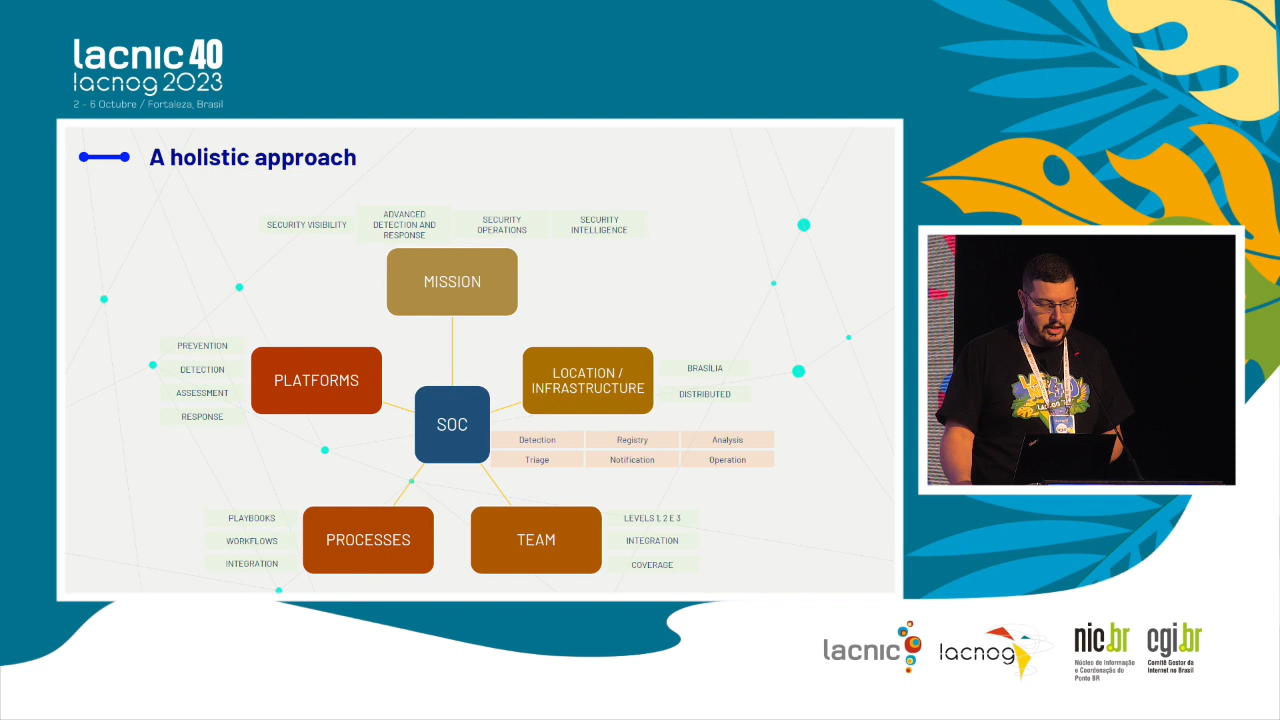 lacnic 40
lacnog 2023
2 - 6 Octubre / Fortaleza, Brasil
A holistic approach
SECURITY VISIBILITY
ADVANCED
DETECTION AND
RESPONSE
SECURITY
OPERATIONS
SECURITY
INTELLIGENCE
MISSION
PREVENTION
DETECTION
ASSESSMENT
RESPONSE
PLATFORMS
LOCATION /
INFRASTRUCTURE
BRASÍLIA
DISTRIBUTED
SOC
Detection Registry Analysis
Triage Notification Operation
PLAYBOOKS
WORKFLOWS
INTEGRATION
PROCESSES
TEAM
LEVELS 1, 2 E 3
INTEGRATION
COVERAGE
lacnic
lacnog
nic.br
Núcleo de Informação
e Coordenação do
Ponto BR
cgi.br
Comitê Gestor da
Internet no Brasil